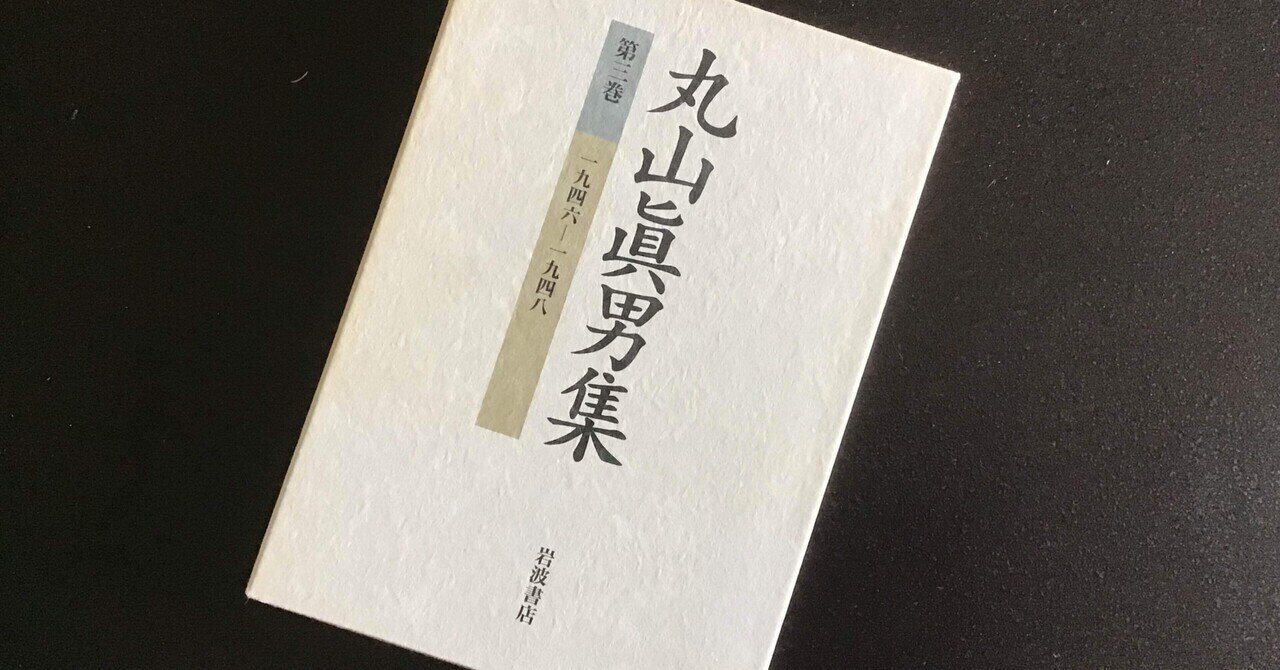 丸山眞男集
第三巻
一九四六―一九四八
岩波書店